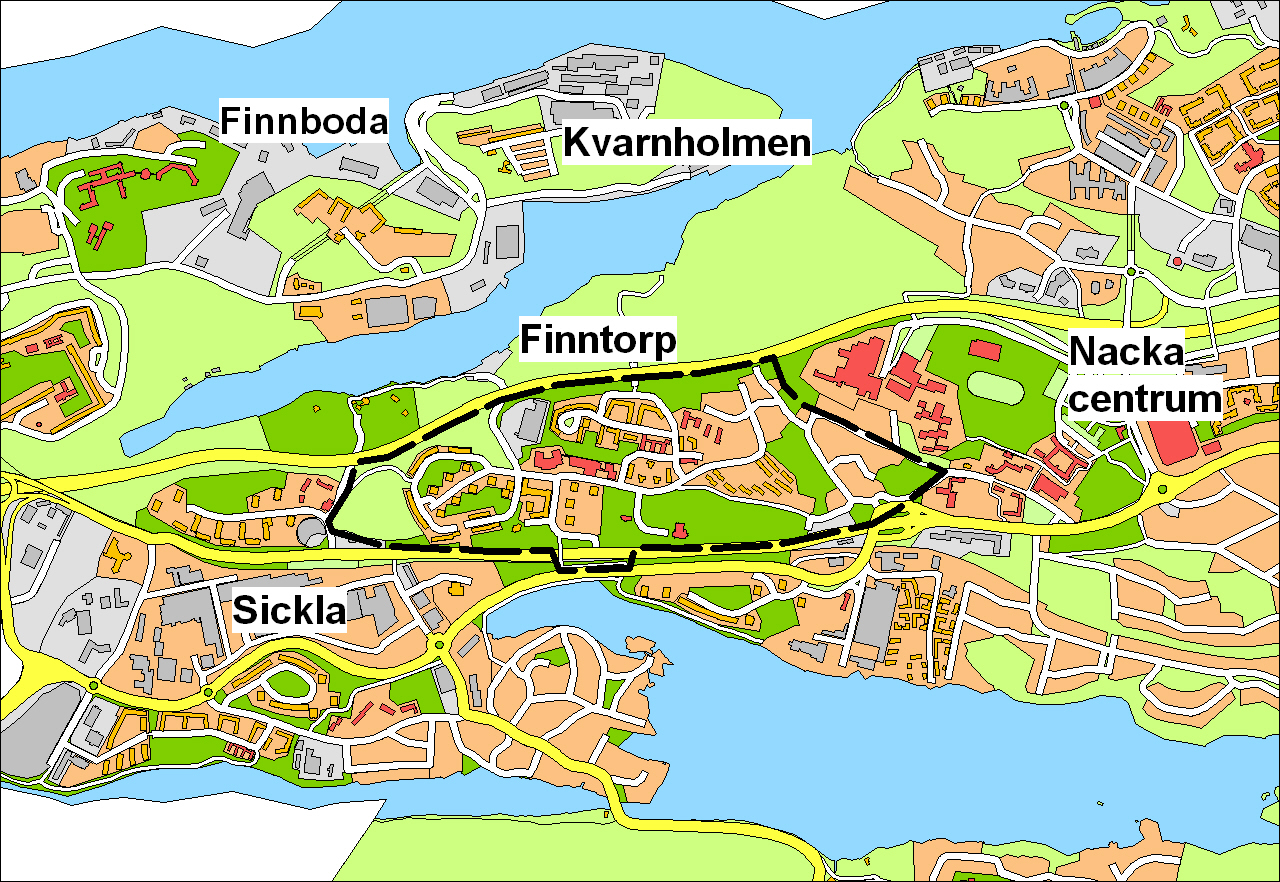 Finnboda
Kvarnholmen
Finntorp
Nacka
centrum
Sickla